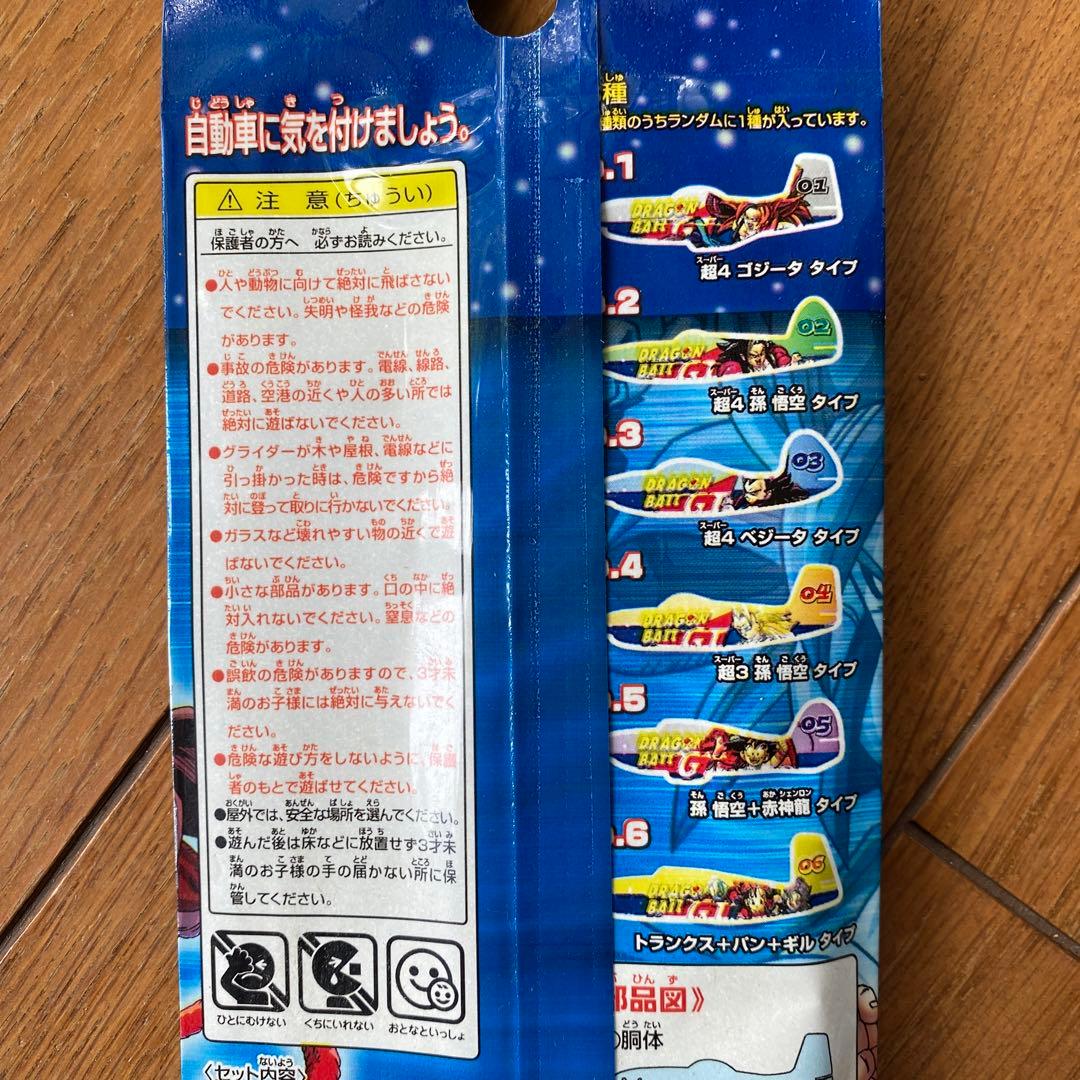 自動車に気を付けましょう。
注 意(ちゅうい)
保護者の方へ 必ずお読みください。
●人や動物に向けて絶対に飛ばさない
でください。失明や怪我などの危険
があります。
●事故の危険があります。電線、線路、
道路、空港の近くや人の多い所では
絶対に遊ばないでください。
●グライダーが木や屋根、電線などに
引っ掛かった時は、危険ですから絶
対に登って取りに行かないでください。
●ガラスなど壊れやすい物の近くで遊
ばないでください。
●小さな部品があります。口の中に絶
対入れないでください。窒息などの
危険があります。
●誤飲の危険がありますので、3才未
満のお子様には絶対に与えないでく
ださい。
●危険な遊び方をしないように、保護
者のもとで遊ばせてください。
●屋外では、安全な場所を選んでください。
●遊んだ後は床などに放置せず3才未
満のお子様の手の届かない所に保
管してください。
ひとにむけない
くちにいれない
おとなといっしょ
〈セット内容〉
種
種類のうちランダムに1種が入っています。
.1
DRAGON
BALL
01
超4 ゴジータ タイプ
.2
DRAGON
BALL GT
02
超4 孫 悟空 タイプ
.3
DRAGON
BALL GT
03
超4 ベジータ タイプ
.4
DRAGON
BALL GT
04
超3 孫 悟空 タイプ
.5
DRAGON
BALL GT
05
孫 悟空+赤神龍 タイプ
.6
DRAGON
BALL GT
06
トランクス+パン+ギル タイプ
部品図》
の胴体